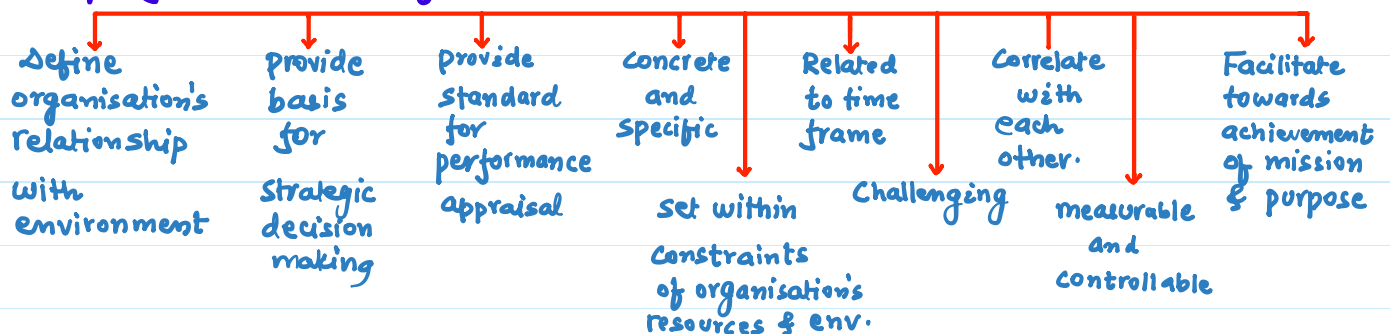 Define
organisation's
relationship
with
environment
Provide
basis
for
strategic
decision
making
Provide
standard
for
performance
appraisal
Concrete
and
specific
set within
constraints
of organisation's
resources & env.
Related
to time
frame
Challenging
Correlate
with
each
other.
measurable
and
controllable
Facilitate
towards
achievement
of mission
& purpose